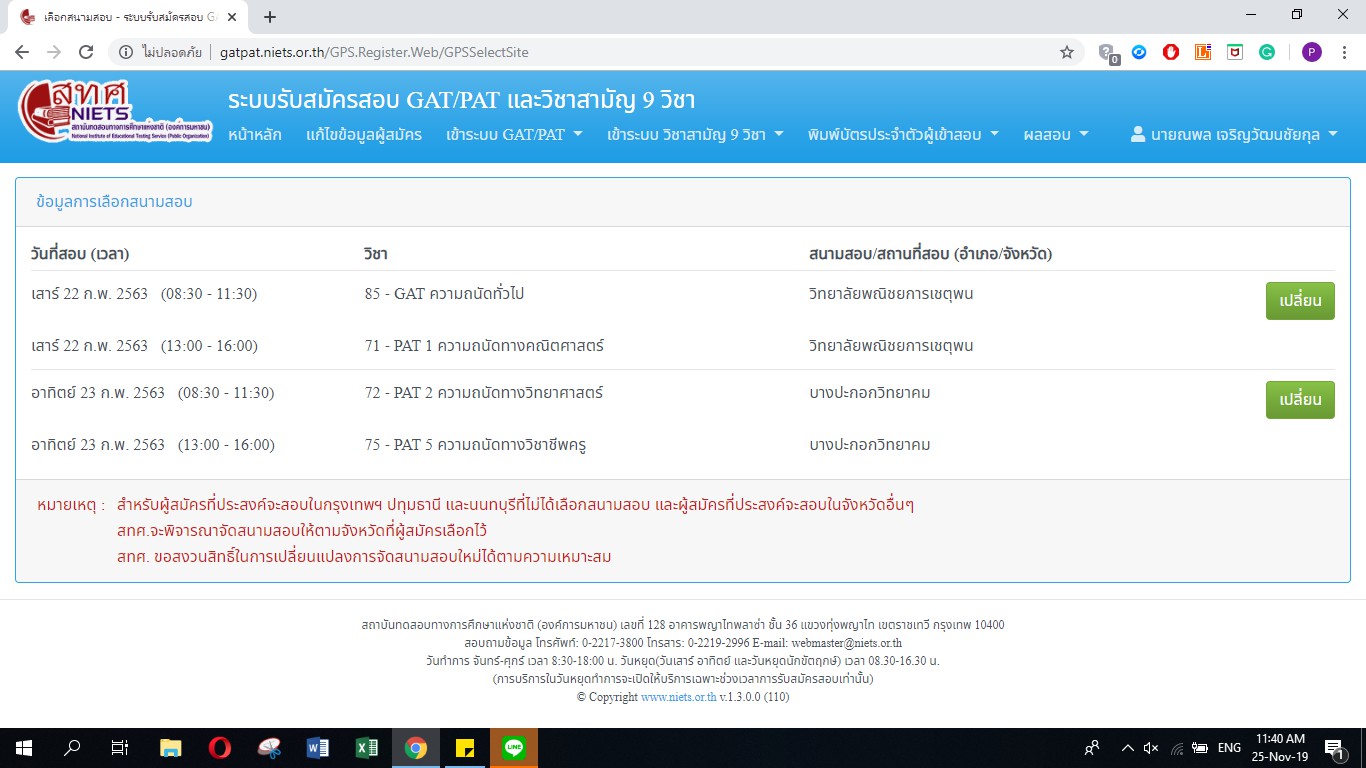 เลือกสนามสอบ - ระบบรับสมัครสอบ GA
ไม่ปลอดภัย | gatpat.niets.or.th/GPS.Register.Web/GPSSelectSite
0
P
สทศ
NIETS
สถาบันทดสอบทางการศึกษาแห่งชาติ (องค์การมหาชน)
National Institute of Educational Testing Service (Public Organization)
ระบบรับสมัครสอบ GAT/PAT และวิชาสามัญ 9 วิชา
หน้าหลัก แก้ไขข้อมูลผู้สมัคร เข้าระบบ GAT/PAT เข้าระบบ วิชาสามัญ 9 วิชา พิมพ์บัตรประจำตัวผู้เข้าสอบ ผลสอบ นายณพล เจริญวัฒนชัยกุล
ข้อมูลการเลือกสนามสอบ
วันที่สอบ (เวลา) วิชา สนามสอบ/สถานที่สอบ (อำเภอ/จังหวัด)
เสาร์ 22 ก.พ. 2563 (08:30 - 11:30) 85 - GAT ความถนัดทั่วไป วิทยาลัยพณิชยการเชตุพน เปลี่ยน
เสาร์ 22 ก.พ. 2563 (13:00 - 16:00) 71 - PAT 1 ความถนัดทางคณิตศาสตร์ วิทยาลัยพณิชยการเชตุพน
อาทิตย์ 23 ก.พ. 2563 (08:30 - 11:30) 72 - PAT 2 ความถนัดทางวิทยาศาสตร์ บางปะกอกวิทยาคม เปลี่ยน
อาทิตย์ 23 ก.พ. 2563 (13:00 - 16:00) 75 - PAT 5 ความถนัดทางวิชาชีพครู บางปะกอกวิทยาคม
หมายเหตุ : สำหรับผู้สมัครที่ประสงค์จะสอบในกรุงเทพฯ ปทุมธานี และนนทบุรีที่ไม่ได้เลือกสนามสอบ และผู้สมัครที่ประสงค์จะสอบในจังหวัดอื่นๆ
สทศ.จะพิจารณาจัดสนามสอบให้ตามจังหวัดที่ผู้สมัครเลือกไว้
สทศ. ขอสงวนสิทธิ์ในการเปลี่ยนแปลงการจัดสนามสอบใหม่ได้ตามความเหมาะสม
สถาบันทดสอบทางการศึกษาแห่งชาติ (องค์การมหาชน) เลขที่ 128 อาคารพญาไทพลาซ่า ชั้น 36 แขวงทุ่งพญาไท เขตราชเทวี กรุงเทพ 10400
สอบถามข้อมูล โทรศัพท์: 0-2217-3800 โทรสาร: 0-2219-2996 E-mail: webmaster@niets.or.th
วันทำการ จันทร์-ศุกร์ เวลา 8:30-18:00 น. วันหยุด(วันเสาร์ อาทิตย์ และวันหยุดนักขัตฤกษ์) เวลา 08.30-16.30 น.
(การบริการในวันหยุดทำการจะเปิดให้บริการเฉพาะช่วงเวลาการรับสมัครสอบเท่านั้น)
© Copyright www.niets.or.th v.1.3.0.0 (110)
LINE
ENG
11:40 AM
25-Nov-19
1